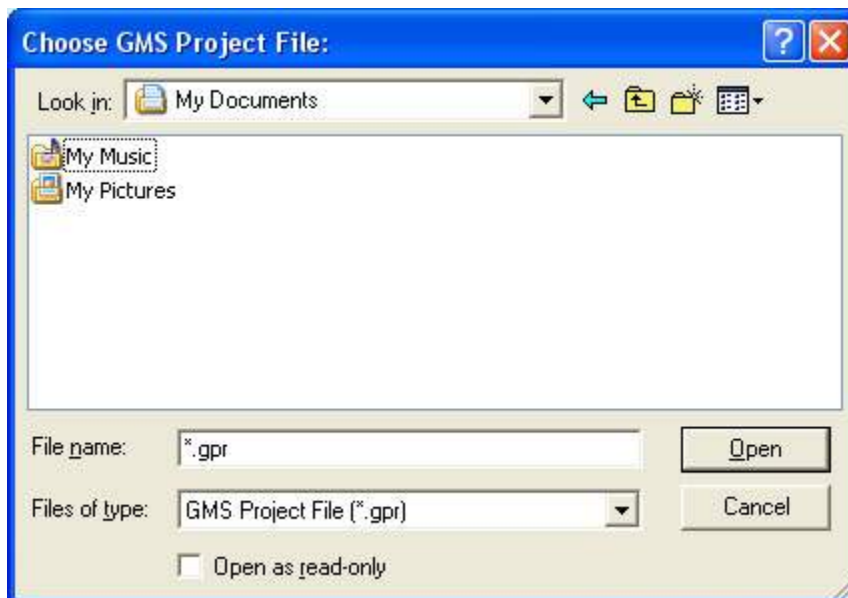 Choose GMS Project File:
Look in: My Documents
My Music
My Pictures
File name: *.gpr
Open
Files of type: GMS Project File (*.gpr)
Cancel
Open as read-only